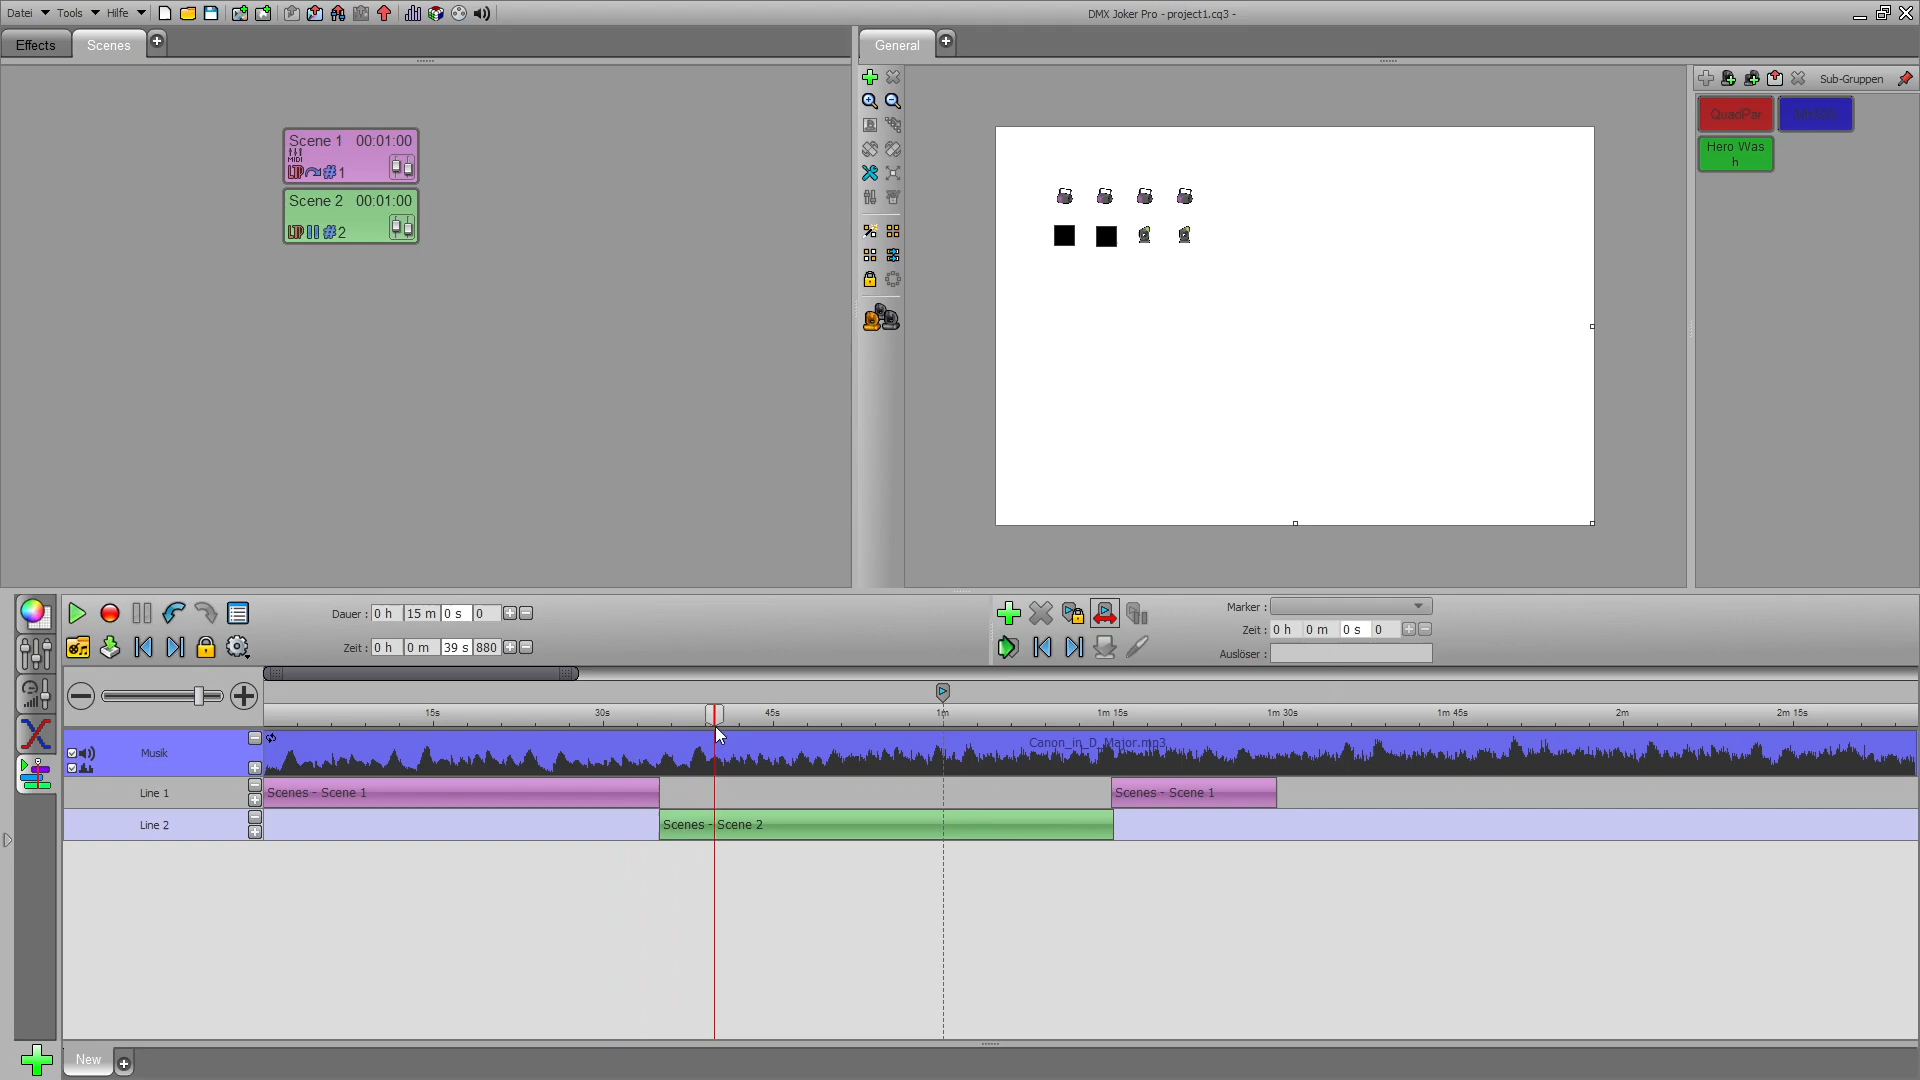 Datei Tools Hilfe
DMX Joker Pro - project1.cq3 -
Effects Scenes
General
Sub-Gruppen
Scene 1 00:01:00
MIDI
LTP #1
Scene 2 00:01:00
LTP #2
QuadPar
Hero Was
h
Dauer : 0 h 15 m 0 s 0
Zeit : 0 h 0 m 39 s 880
Marker :
Zeit : 0 h 0 m 0 s 0
Auslöser :
15s 30s 45s 1m 1m 15s 1m 30s 1m 45s 2m 2m 15s
Musik
Canon_in_D_Major.mp3
Line 1
Scenes - Scene 1
Scenes - Scene 1
Line 2
Scenes - Scene 2
New